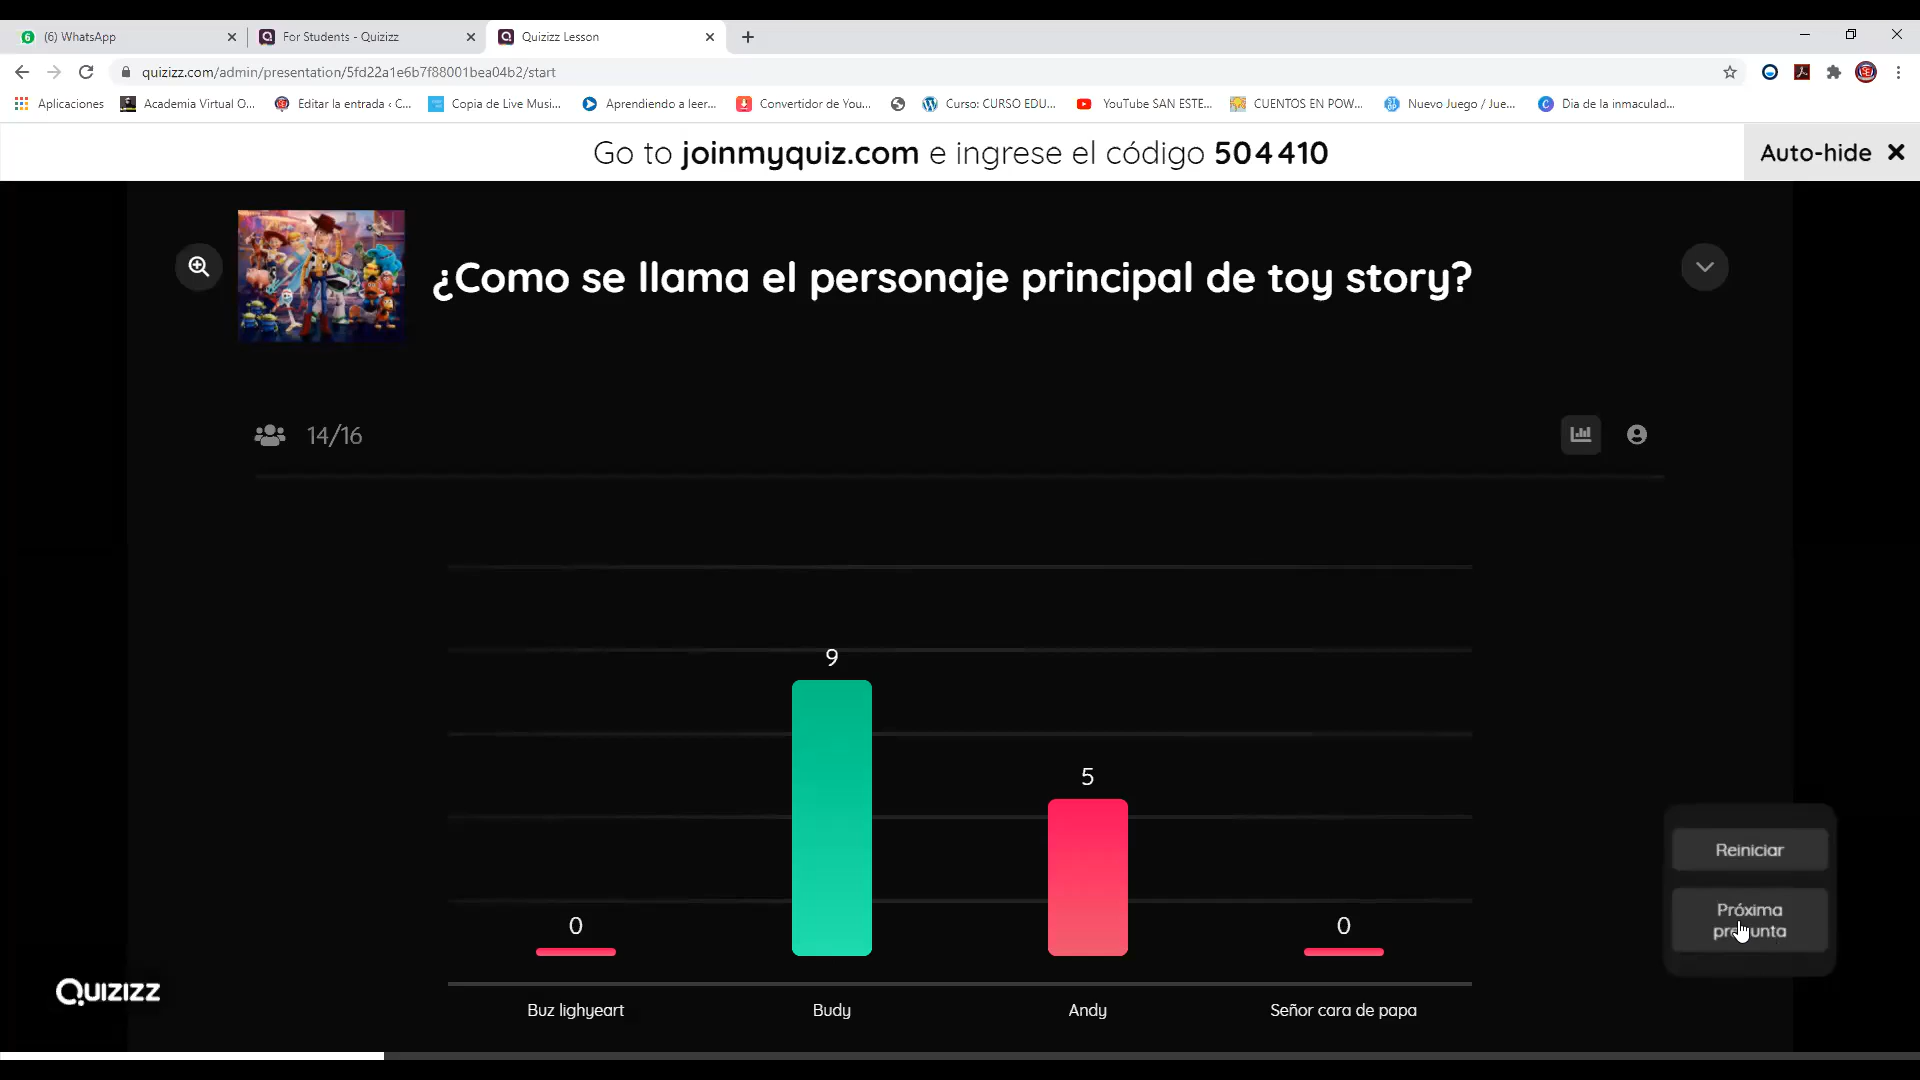 6 (6) WhatsApp
For Students - Quizizz
Quizizz Lesson
quizizz.com/admin/presentation/5fd22a1e6b7f88001bea04b2/start
Aplicaciones
Academia Virtual O...
Editar la entrada ‹ C...
Copia de Live Musi...
Aprendiendo a leer...
Convertidor de You...
Curso: CURSO EDU...
YouTube SAN ESTE...
CUENTOS EN POW...
Nuevo Juego / Jue...
Dia de la inmaculad...
Go to joinmyquiz.com e ingrese el código 504410
Auto-hide
¿Como se llama el personaje principal de toy story?
14/16
9
5
0
0
Reiniciar
Próxima
pregunta
Quizizz
Buz lighyeart
Budy
Andy
Señor cara de papa